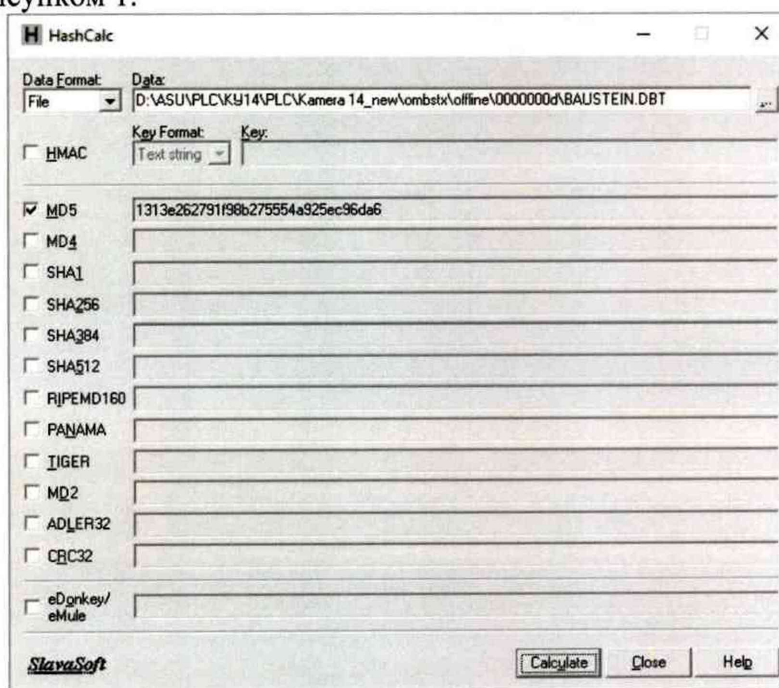 HashCalc
Data Format: Data:
File D:\ASU\PLC\КУ14\PLC\Kamera 14_new\ombstx\offline\0000000d\BAUSTEIN.DBT ...
Key Format: Key:
HMAC Text string
MD5 1313e262791f98b275554a925ec96da6
MD4
SHA1
SHA256
SHA384
SHA512
RIPEMD160
PANAMA
TIGER
MD2
ADLER32
CRC32
eDonkey/
eMule
SlavaSoft Calculate Close Help